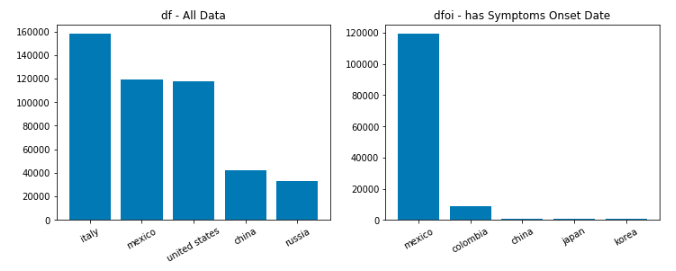 df - All Data
160000
140000
120000
100000
80000
60000
40000
20000
0
italy
mexico
united states
china
russia
dfoi - has Symptoms Onset Date
120000
100000
80000
60000
40000
20000
0
mexico
colombia
china
japan
korea